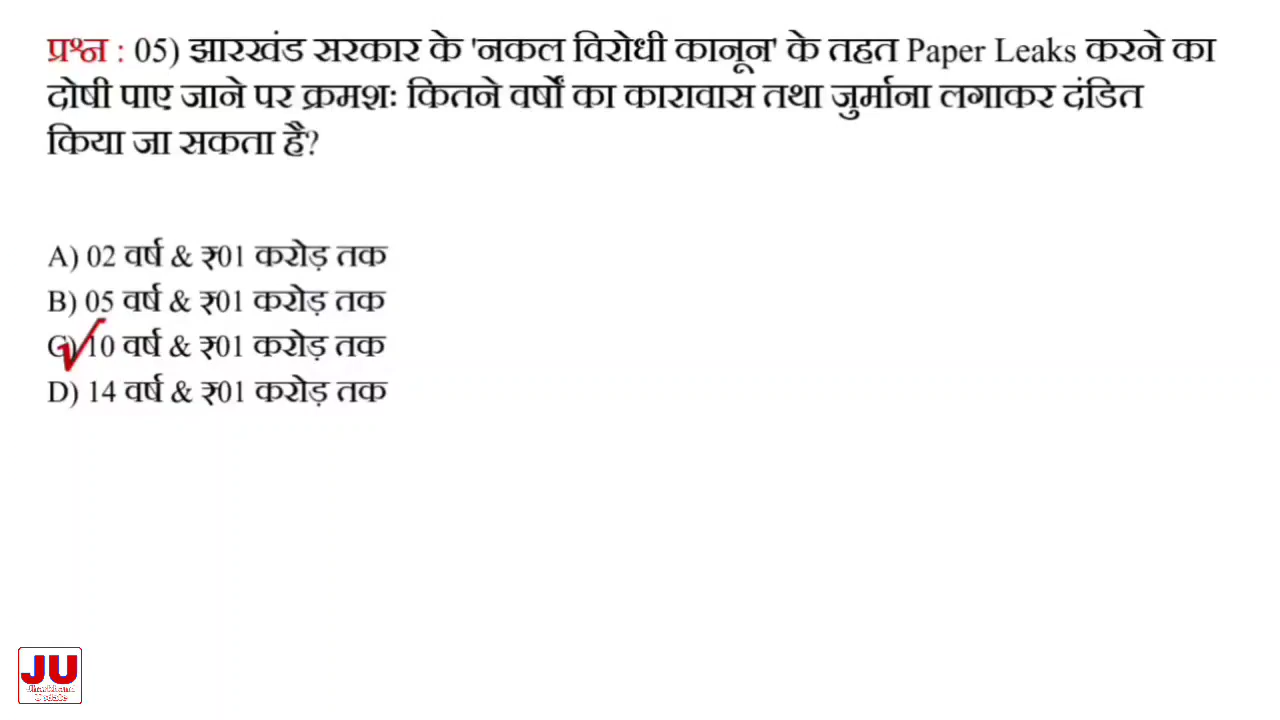 प्रश्न : 05) झारखंड सरकार के 'नकल विरोधी कानून' के तहत Paper Leaks करने का
दोषी पाए जाने पर क्रमशः कितने वर्षों का कारावास तथा जुर्माना लगाकर दंडित
किया जा सकता है?
A) 02 वर्ष & ₹01 करोड़ तक
B) 05 वर्ष & ₹01 करोड़ तक
C) 10 वर्ष & ₹01 करोड़ तक
D) 14 वर्ष & ₹01 करोड़ तक
JU
Jharkhand
Update